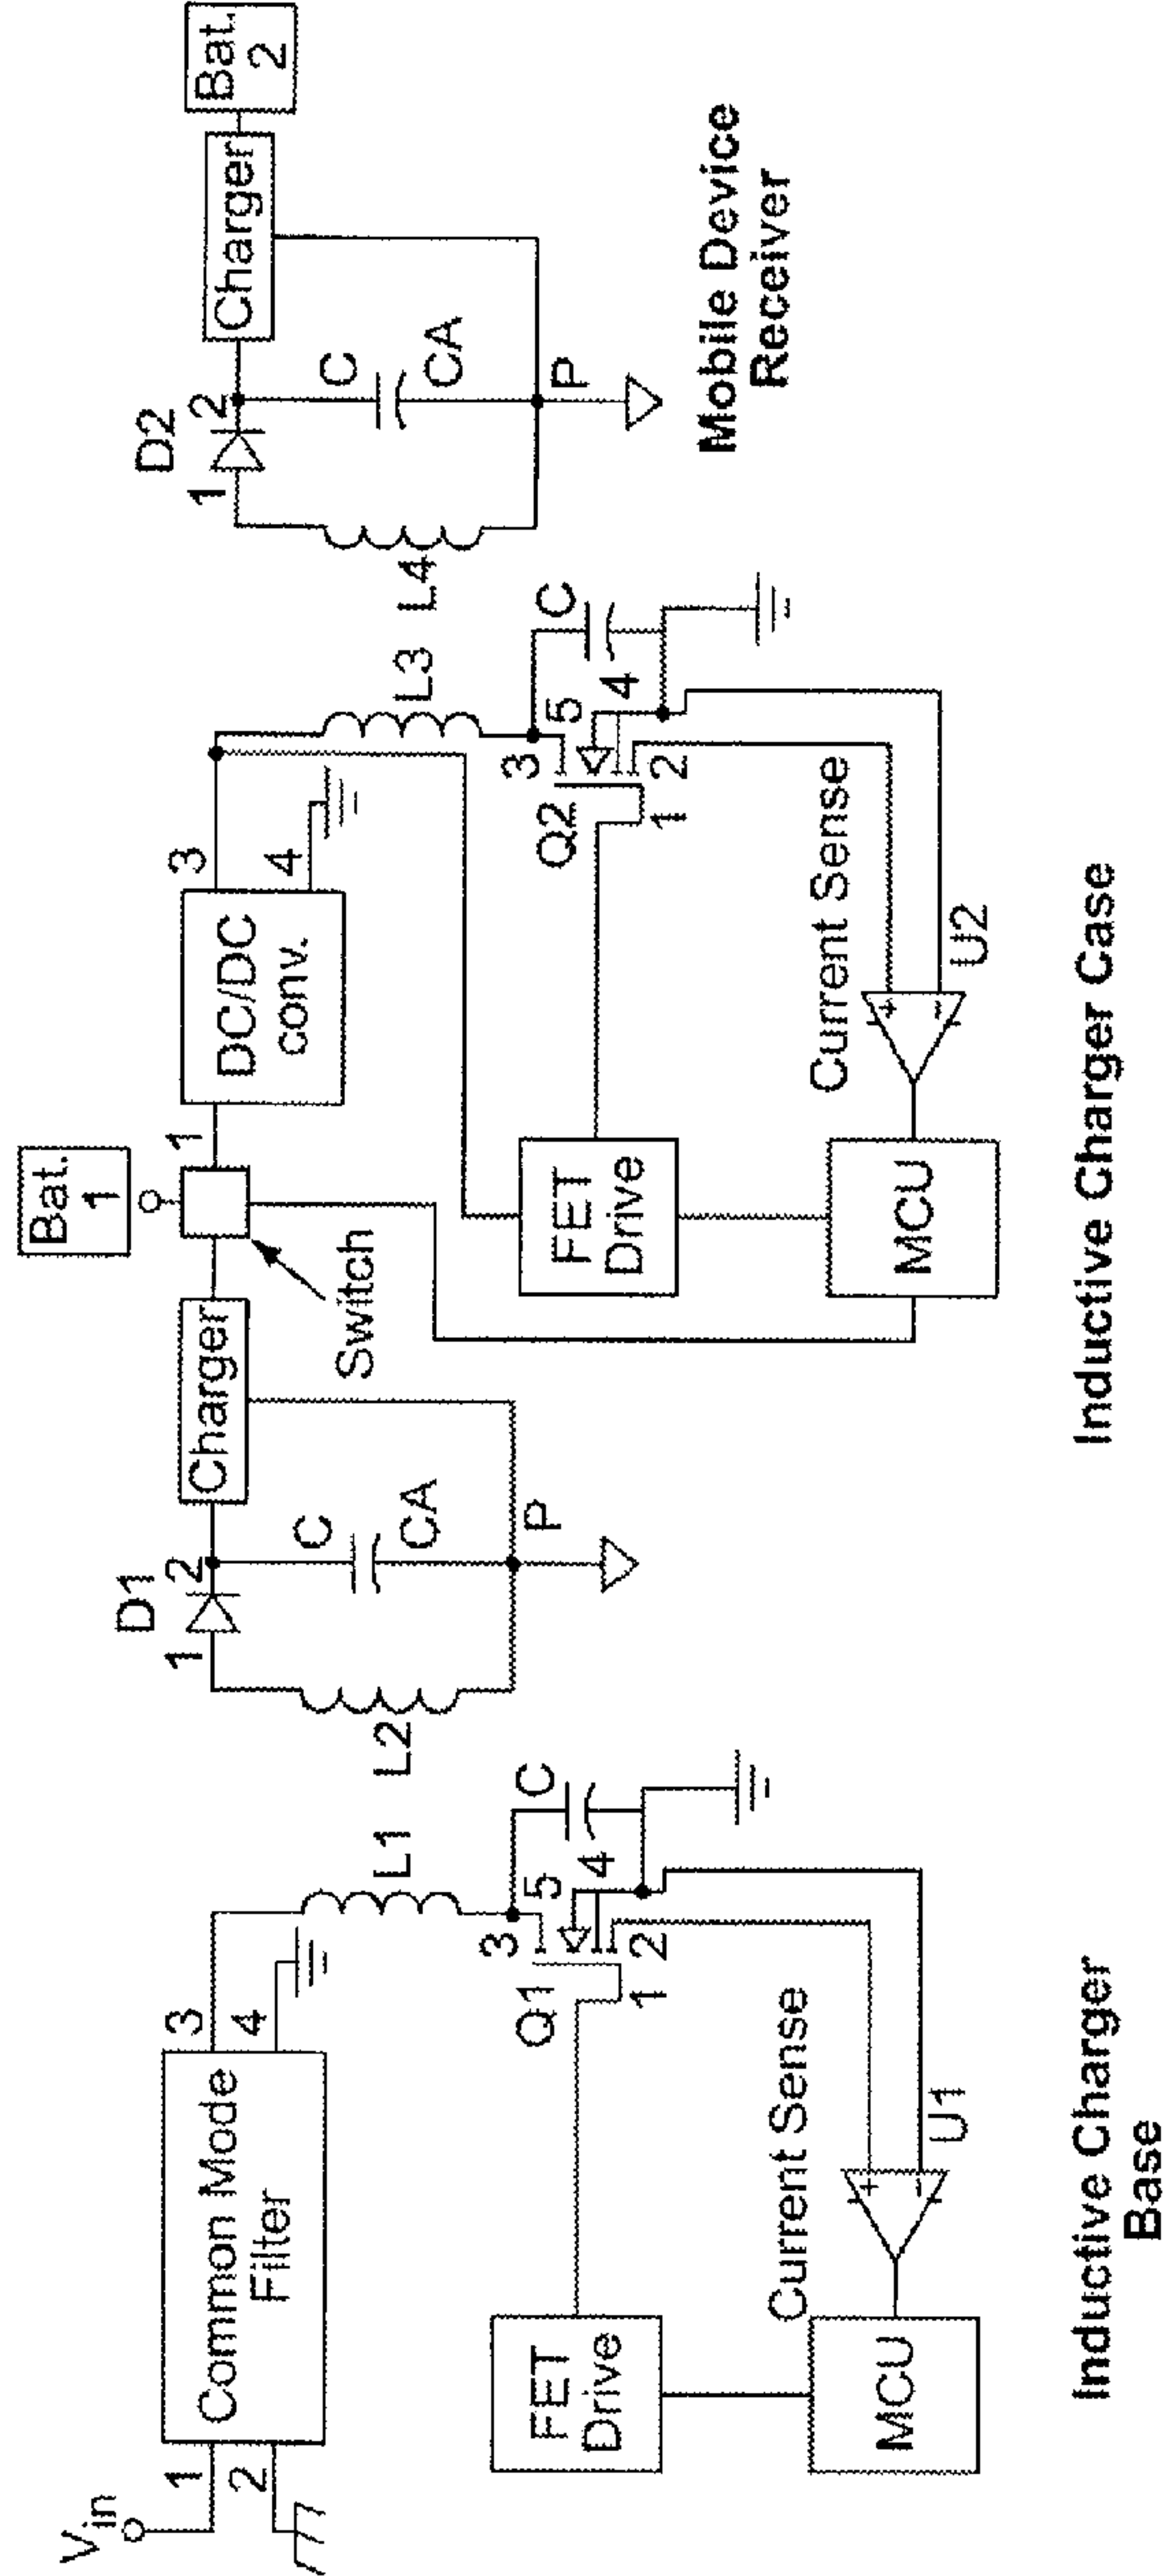 Vin
1
2
Common Mode
Filter
3
4
L1
C
3
5
4
Q1
1
2
FET
Drive
MCU
Current Sense
+
−
U1
Inductive Charger
Base
L2
D1
1
2
C
CA
P
Charger
Switch
Bat.
1
1
DC/DC
conv.
3
4
L3
C
3
5
4
Q2
1
2
FET
Drive
MCU
Current Sense
+
−
U2
Inductive Charger Case
L4
D2
1
2
C
CA
P
Charger
Bat.
2
Mobile Device
Receiver